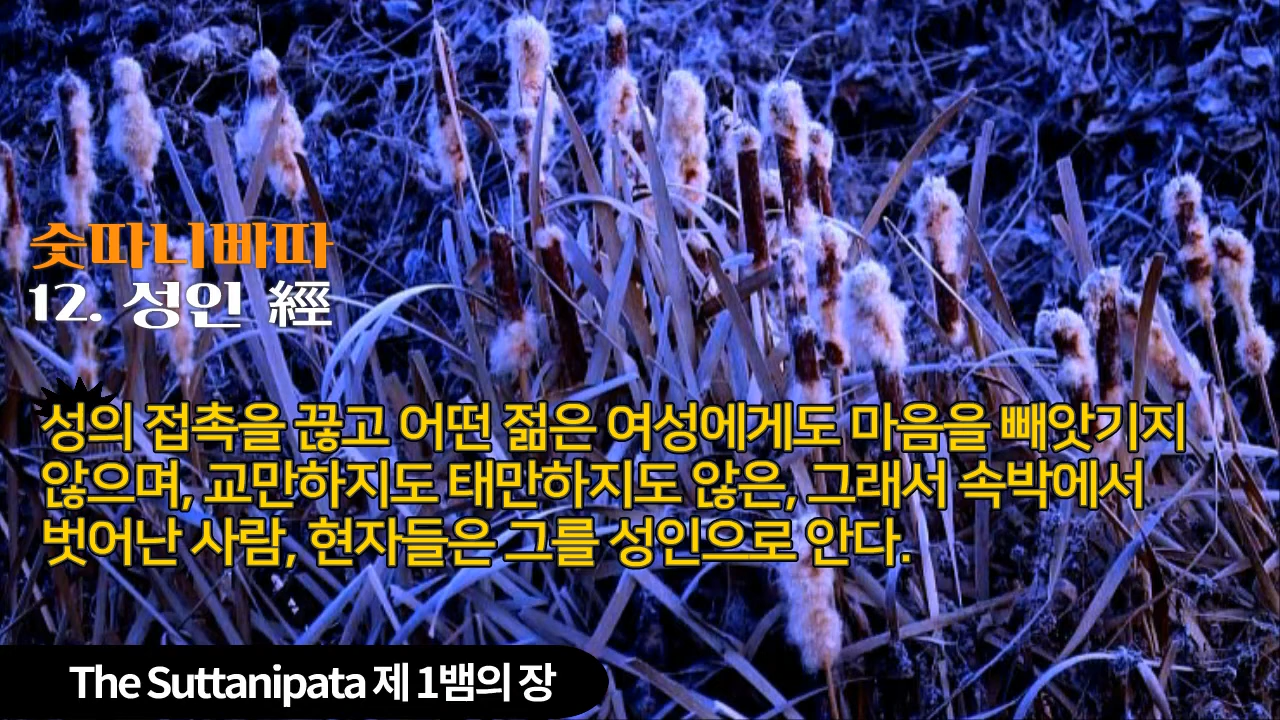 숫따니빠따
12. 성인 經
성의 접촉을 끊고 어떤 젊은 여성에게도 마음을 빼앗기지
않으며, 교만하지도 태만하지도 않은, 그래서 속박에서
벗어난 사람, 현자들은 그를 성인으로 안다.
The Suttanipata 제 1뱀의 장